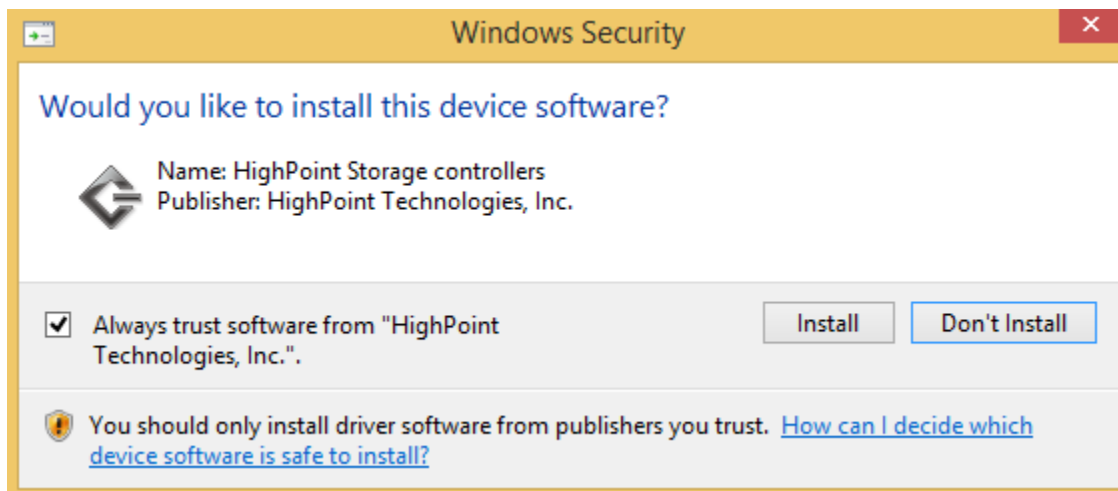 Windows Security
Would you like to install this device software?
Name: HighPoint Storage controllers
Publisher: HighPoint Technologies, Inc.
Always trust software from "HighPoint
Technologies, Inc.".
Install
Don't Install
You should only install driver software from publishers you trust. How can I decide which
device software is safe to install?